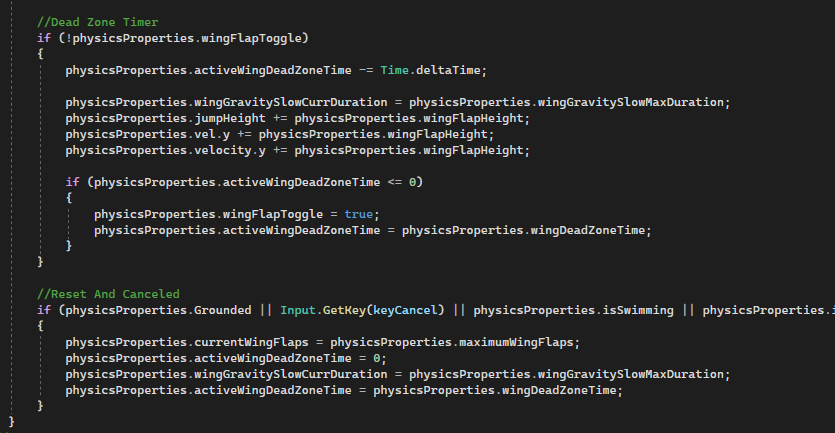 //Dead Zone Timer
if (!physicsProperties.wingFlapToggle)
{
physicsProperties.activeWingDeadZoneTime -= Time.deltaTime;
physicsProperties.wingGravitySlowCurrDuration = physicsProperties.wingGravitySlowMaxDuration;
physicsProperties.jumpHeight += physicsProperties.wingFlapHeight;
physicsProperties.vel.y += physicsProperties.wingFlapHeight;
physicsProperties.velocity.y += physicsProperties.wingFlapHeight;
if (physicsProperties.activeWingDeadZoneTime <= 0)
{
physicsProperties.wingFlapToggle = true;
physicsProperties.activeWingDeadZoneTime = physicsProperties.wingDeadZoneTime;
}
}
//Reset And Canceled
if (physicsProperties.Grounded || Input.GetKey(keyCancel) || physicsProperties.isSwimming || physicsProperties.i
{
physicsProperties.currentWingFlaps = physicsProperties.maximumWingFlaps;
physicsProperties.activeWingDeadZoneTime = 0;
physicsProperties.wingGravitySlowCurrDuration = physicsProperties.wingGravitySlowMaxDuration;
physicsProperties.activeWingDeadZoneTime = physicsProperties.wingDeadZoneTime;
}
}